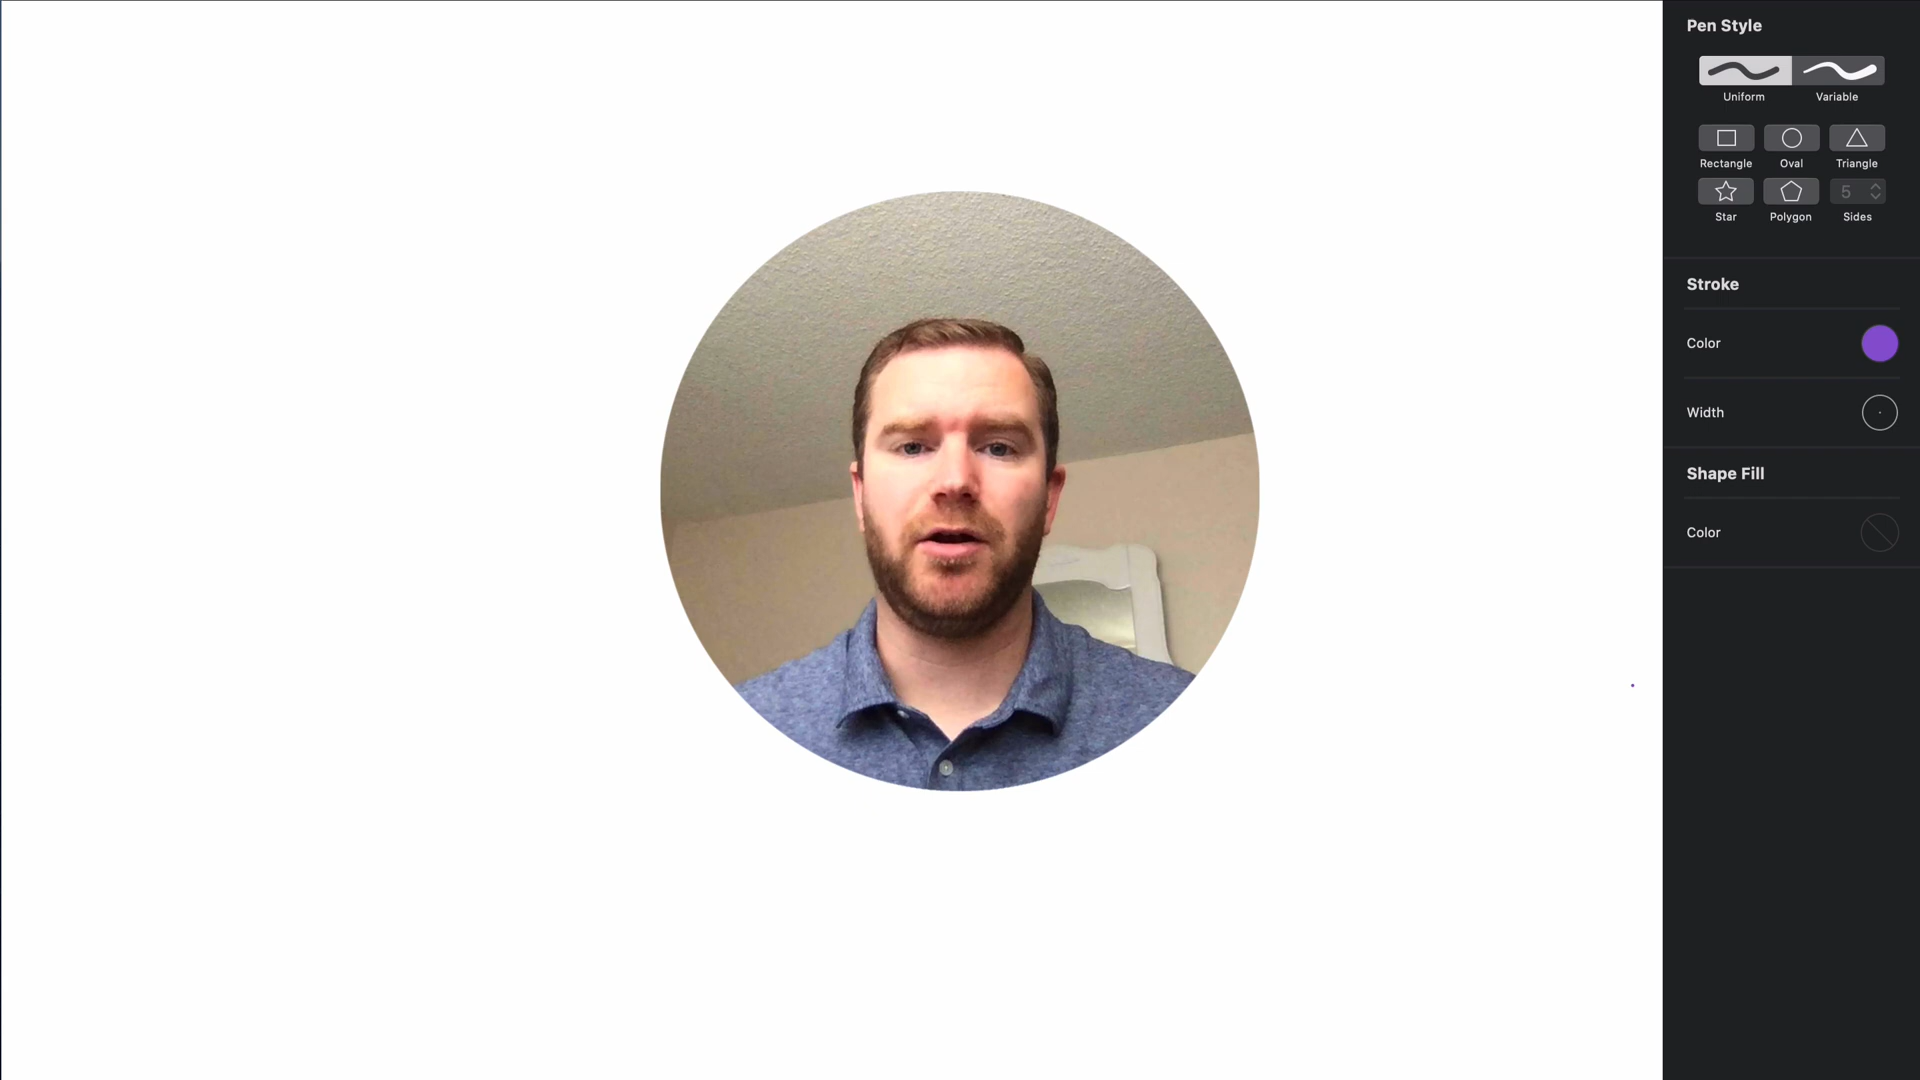 Pen Style
Uniform Variable
Rectangle Oval Triangle
5
Star Polygon Sides
Stroke
Color
Width
Shape Fill
Color